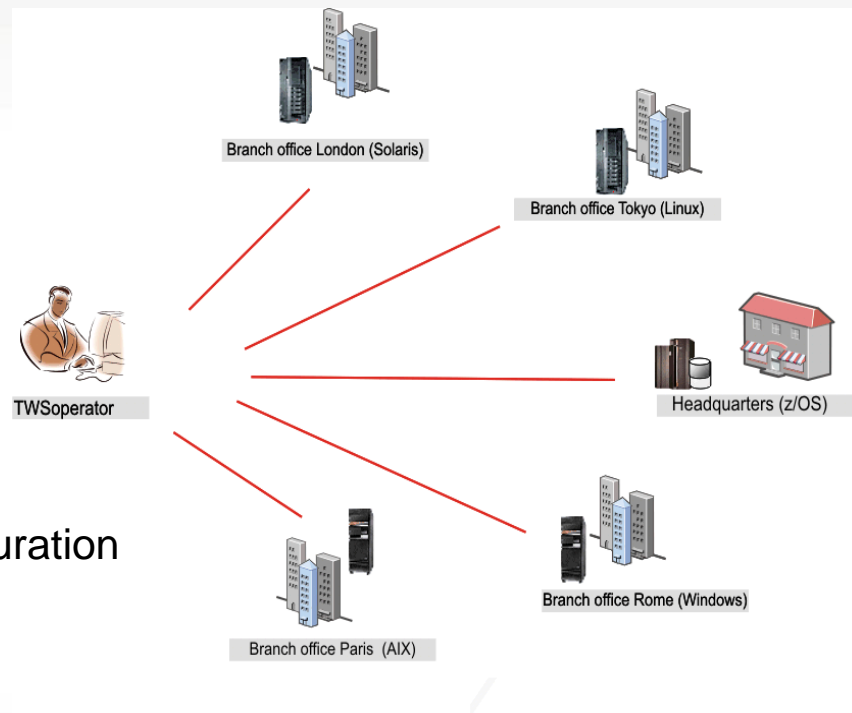 Branch office London (Solaris)
Branch office Tokyo (Linux)
TWSoperator
Headquarters (z/OS)
uration
Branch office Rome (Windows)
Branch office Paris (AIX)